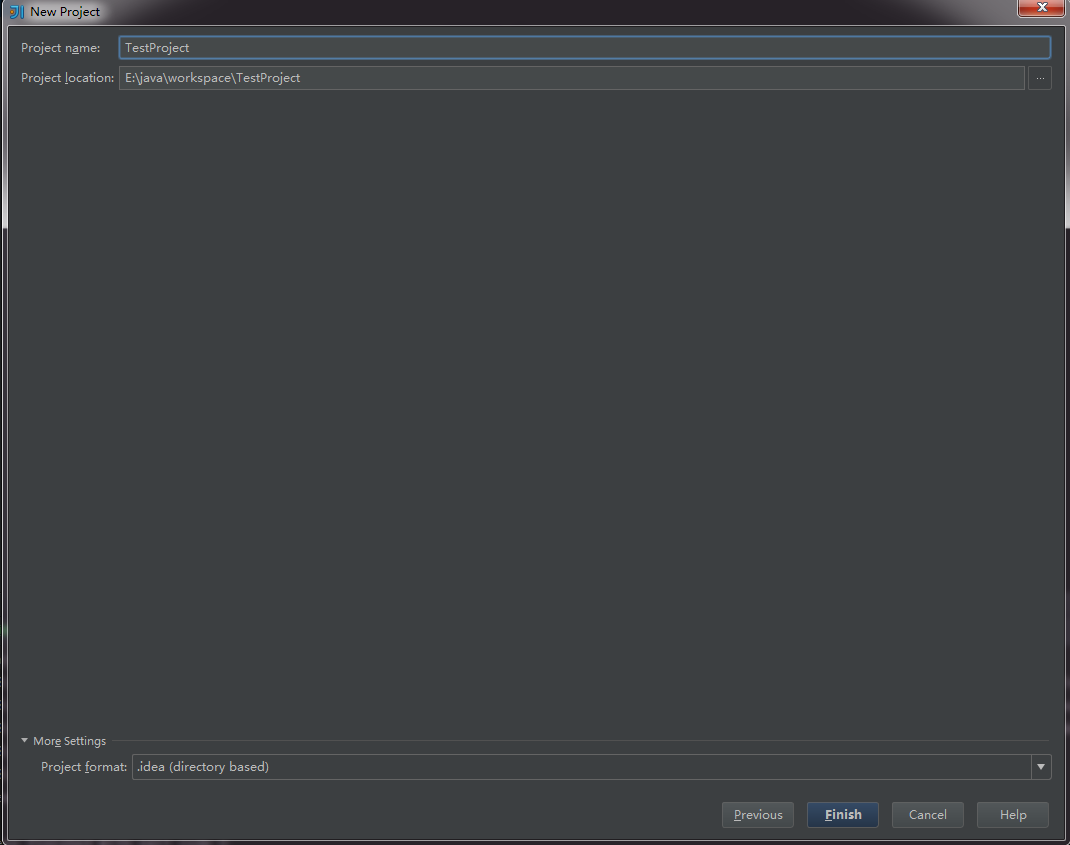 New Project
Project name: TestProject
Project location: E:\java\workspace\TestProject ...
More Settings
Project format: .idea (directory based)
Previous Finish Cancel Help